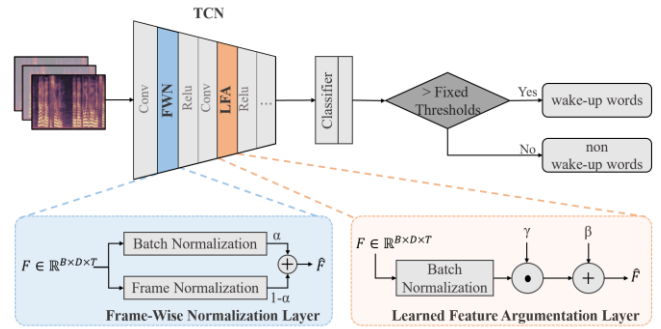 TCN
Conv
FWN
Relu
Conv
LFA
Relu
...
Classifier
> Fixed
Thresholds
Yes
wake-up words
No
non
wake-up words
F ∈ ℝ^{B×D×T}
Batch Normalization
α
Frame Normalization
1-α
+
F̂
Frame-Wise Normalization Layer
F ∈ ℝ^{B×D×T}
γ
β
Batch
Normalization
•
+
F̂
Learned Feature Argumentation Layer